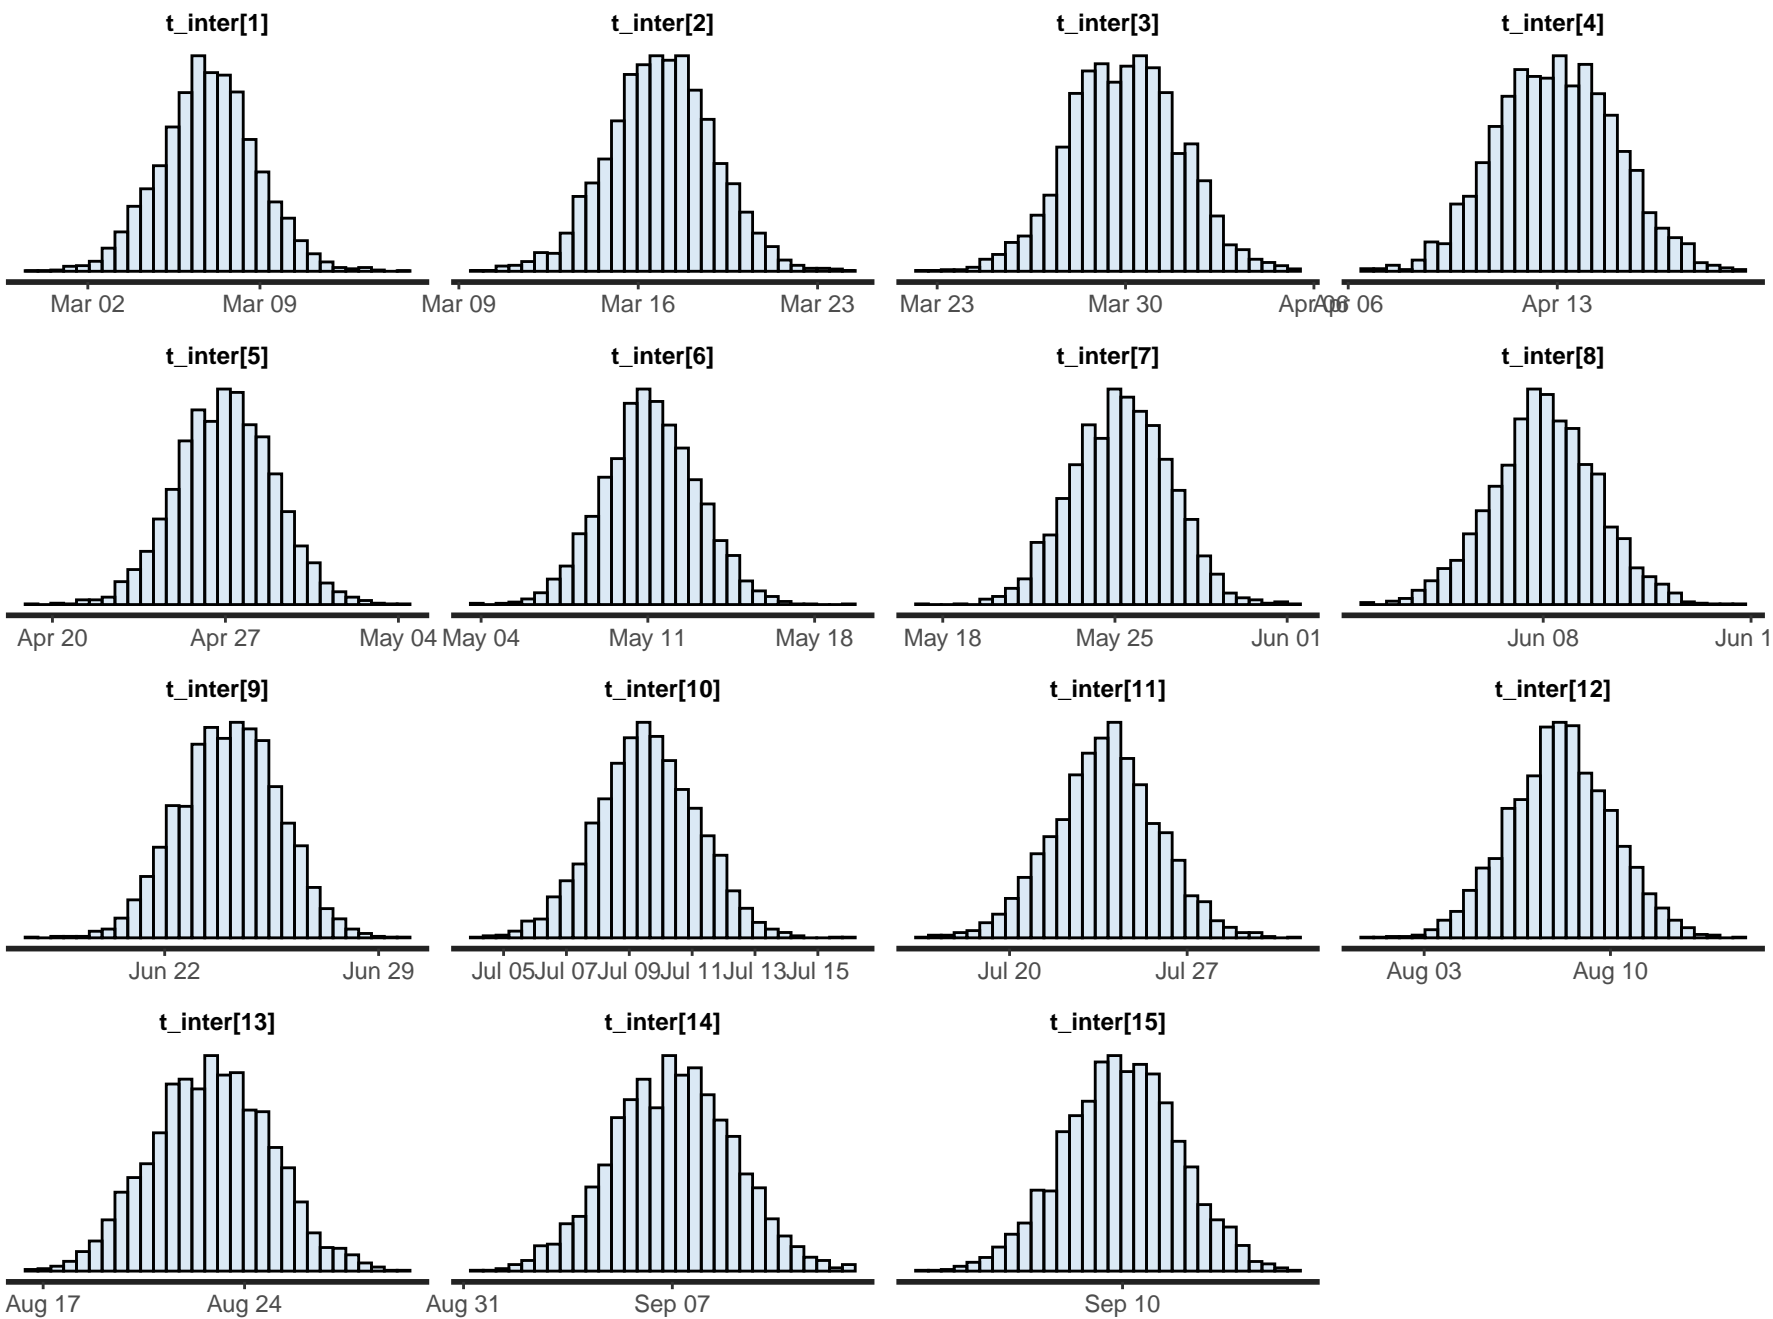 t_inter[1] t_inter[2] t_inter[3] t_inter[4]
Mar 02 Mar 09 Mar 09 Mar 16 Mar 23 Mar 23 Mar 30 Apr 06 Apr 06 Apr 13
t_inter[5] t_inter[6] t_inter[7] t_inter[8]
Apr 20 Apr 27 May 04 May 04 May 11 May 18 May 18 May 25 Jun 01 Jun 08 Jun 1
t_inter[9] t_inter[10] t_inter[11] t_inter[12]
Jun 22 Jun 29 Jul 05 Jul 07 Jul 09 Jul 11 Jul 13 Jul 15 Jul 20 Jul 27 Aug 03 Aug 10
t_inter[13] t_inter[14] t_inter[15]
Aug 17 Aug 24 Aug 31 Sep 07 Sep 10